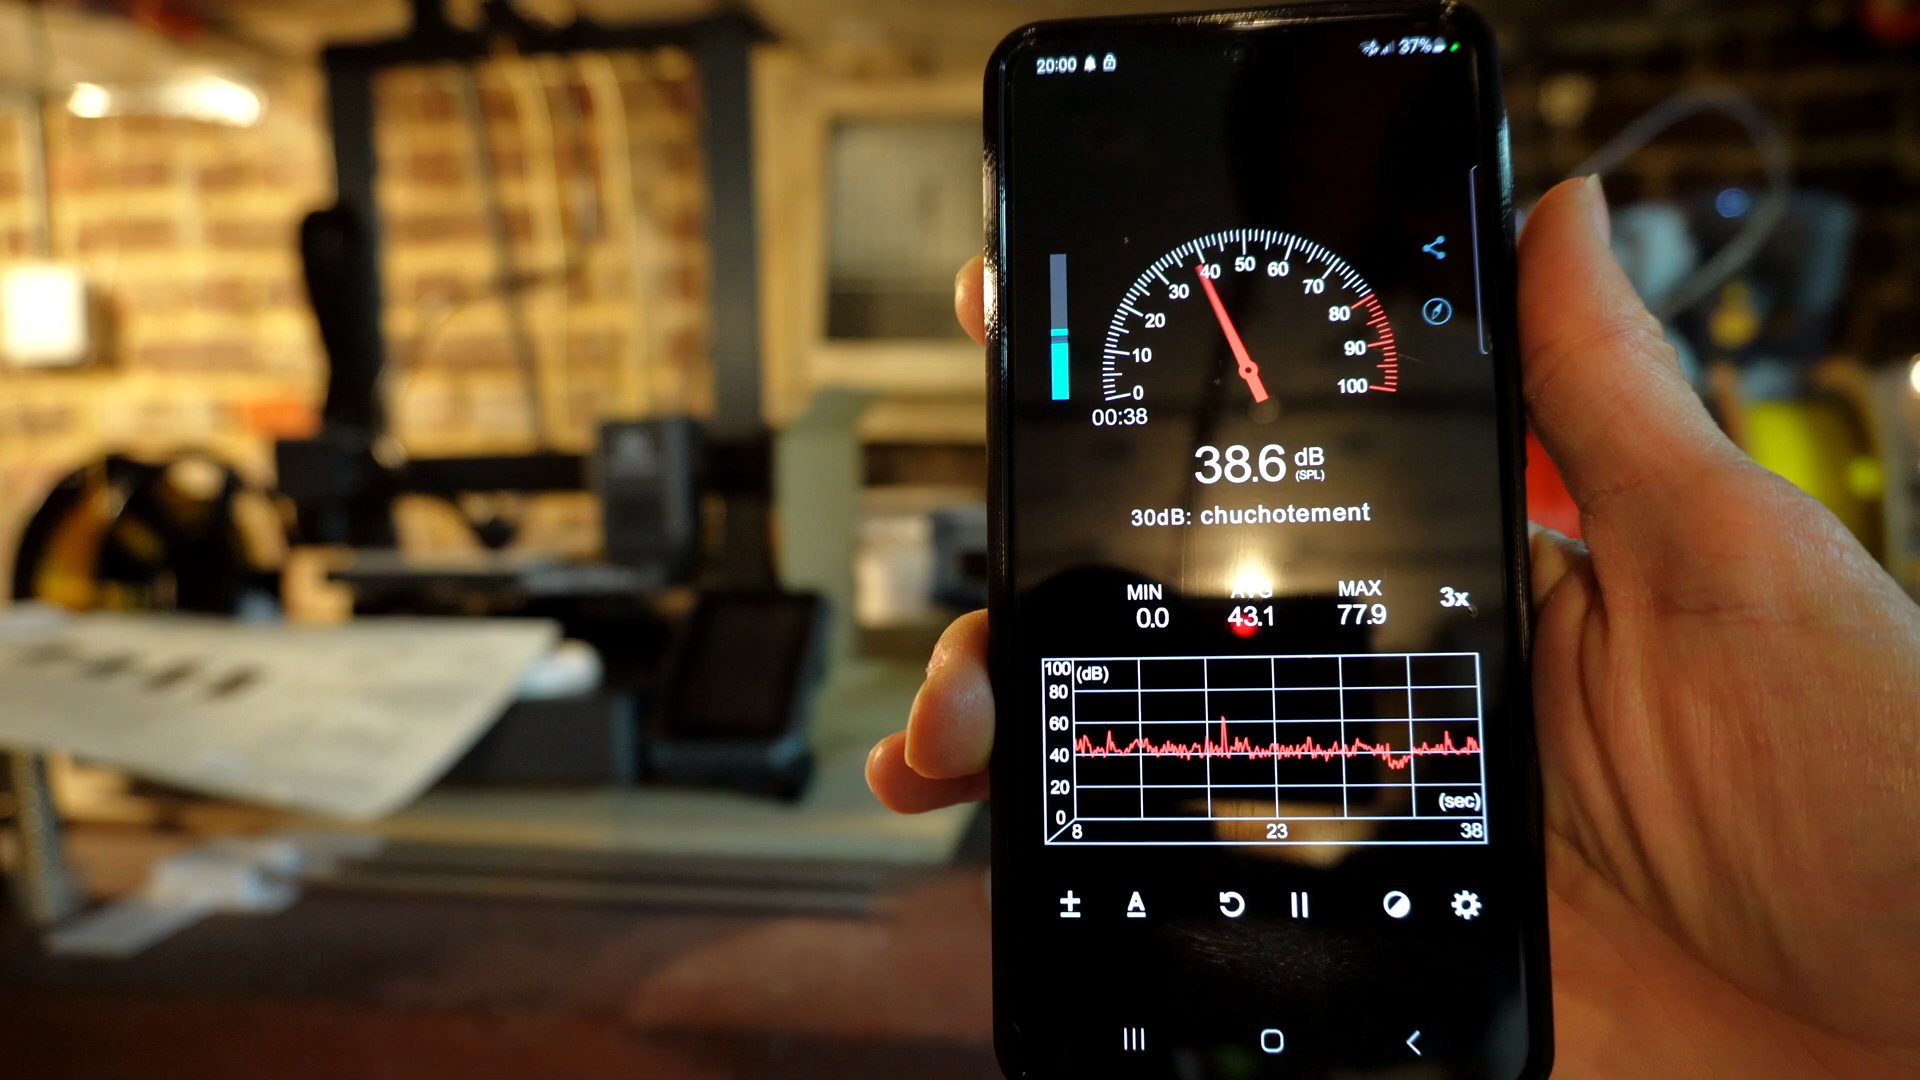 20:00
37%
40 50 60
30 70
20 80
10 90
0 100
00:38
38.6 dB
(SPL)
30dB: chuchotement
MIN AVG MAX
0.0 43.1 77.9
3x
100 (dB)
80
60
40
20
0 (sec)
8 23 38
A